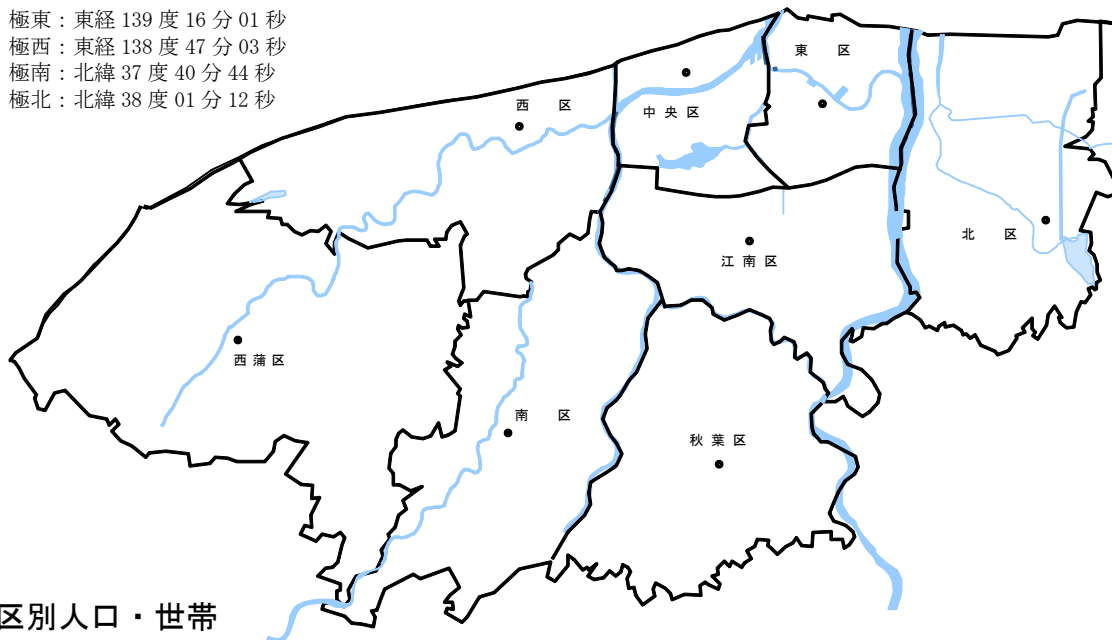 極東：東経 139 度 16 分 01 秒
極西：東経 138 度 47 分 03 秒
極南：北緯 37 度 40 分 44 秒
極北：北緯 38 度 01 分 12 秒
東 区
西 区
中 央 区
北 区
江 南 区
西 蒲 区
南 区
秋 葉 区
区別人口・世帯